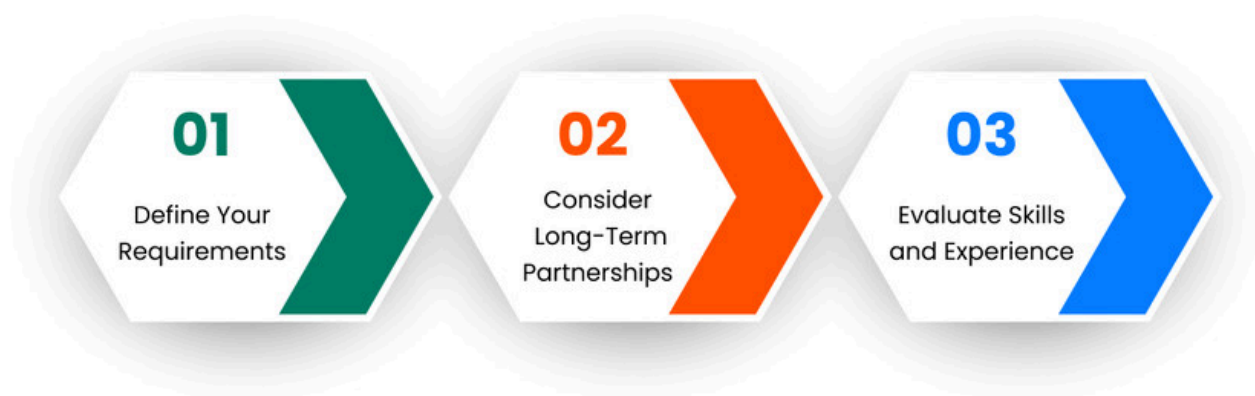 01
Define Your
Requirements
02
Consider
Long-Term
Partnerships
03
Evaluate Skills
and Experience